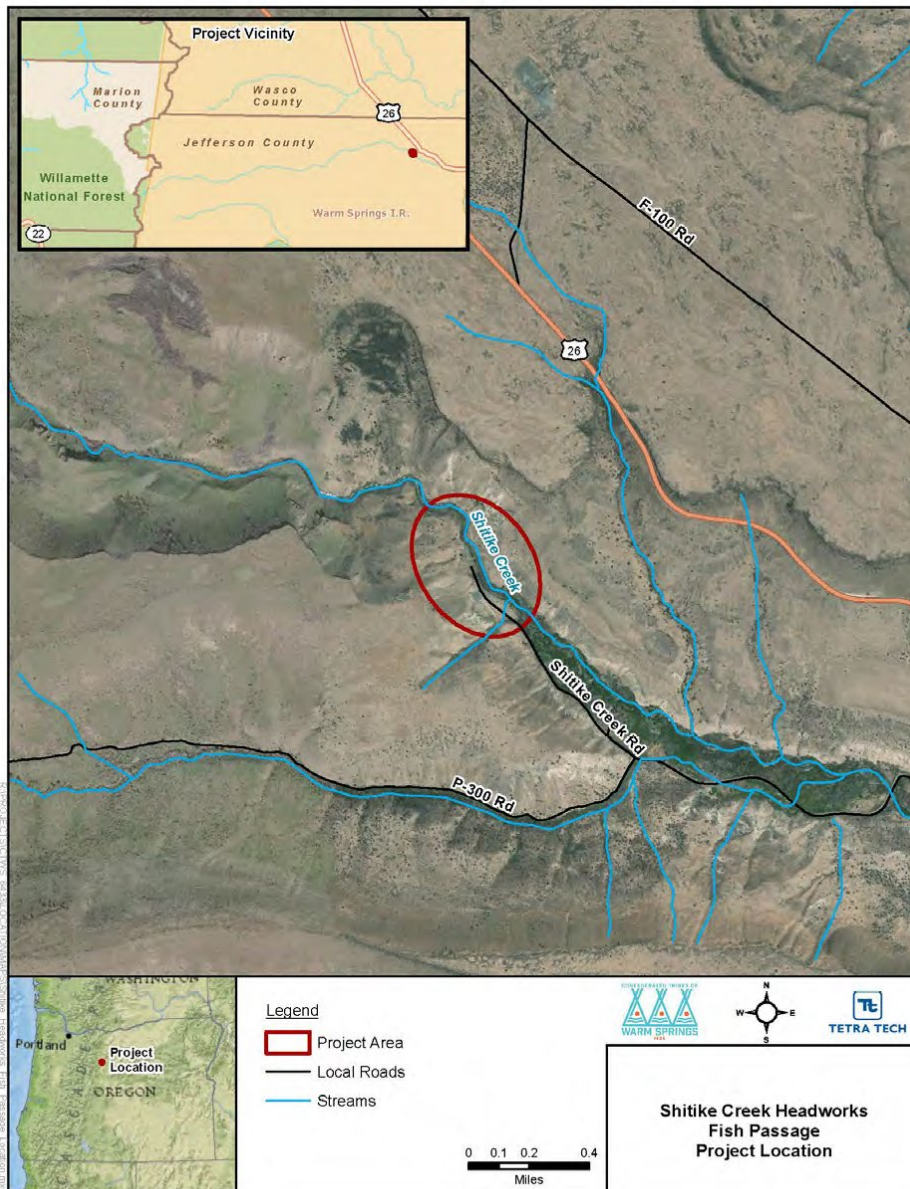 Project Vicinity
Marion
County
Wasco
County
26
Jefferson County
Willamette
National Forest
Warm Springs I.R.
22
F-100 Rd
26
Shitike Creek
Shitike Creek Rd
P-300 Rd
WASHINGTON
Portland
Project
Location
OREGON
Legend
Project Area
Local Roads
Streams
WARM SPRINGS
N
W
E
S
Tt
TETRA TECH
0 0.1 0.2 0.4
Miles
Shitike Creek Headworks
Fish Passage
Project Location